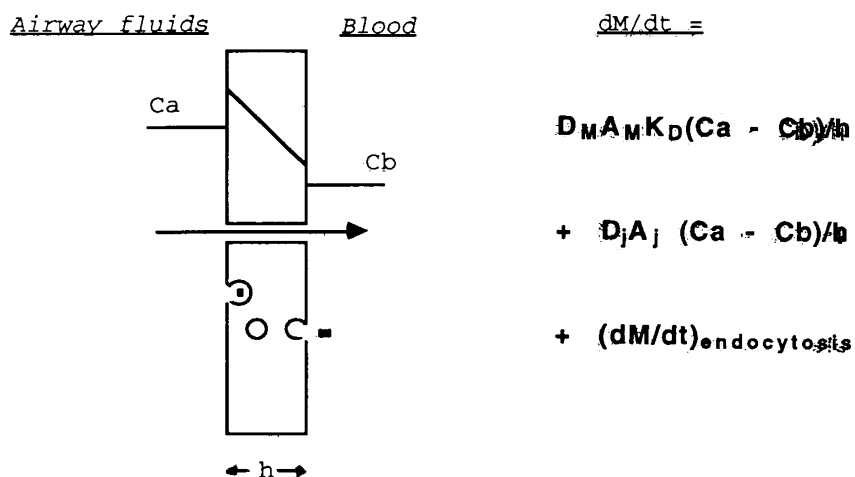 Airway fluids Blood dM/dt =
Ca
DMAMKD(Ca - Cb)/h
Cb
+ DjAj (Ca - Cb)/h
+ (dM/dt)endocytosis
h